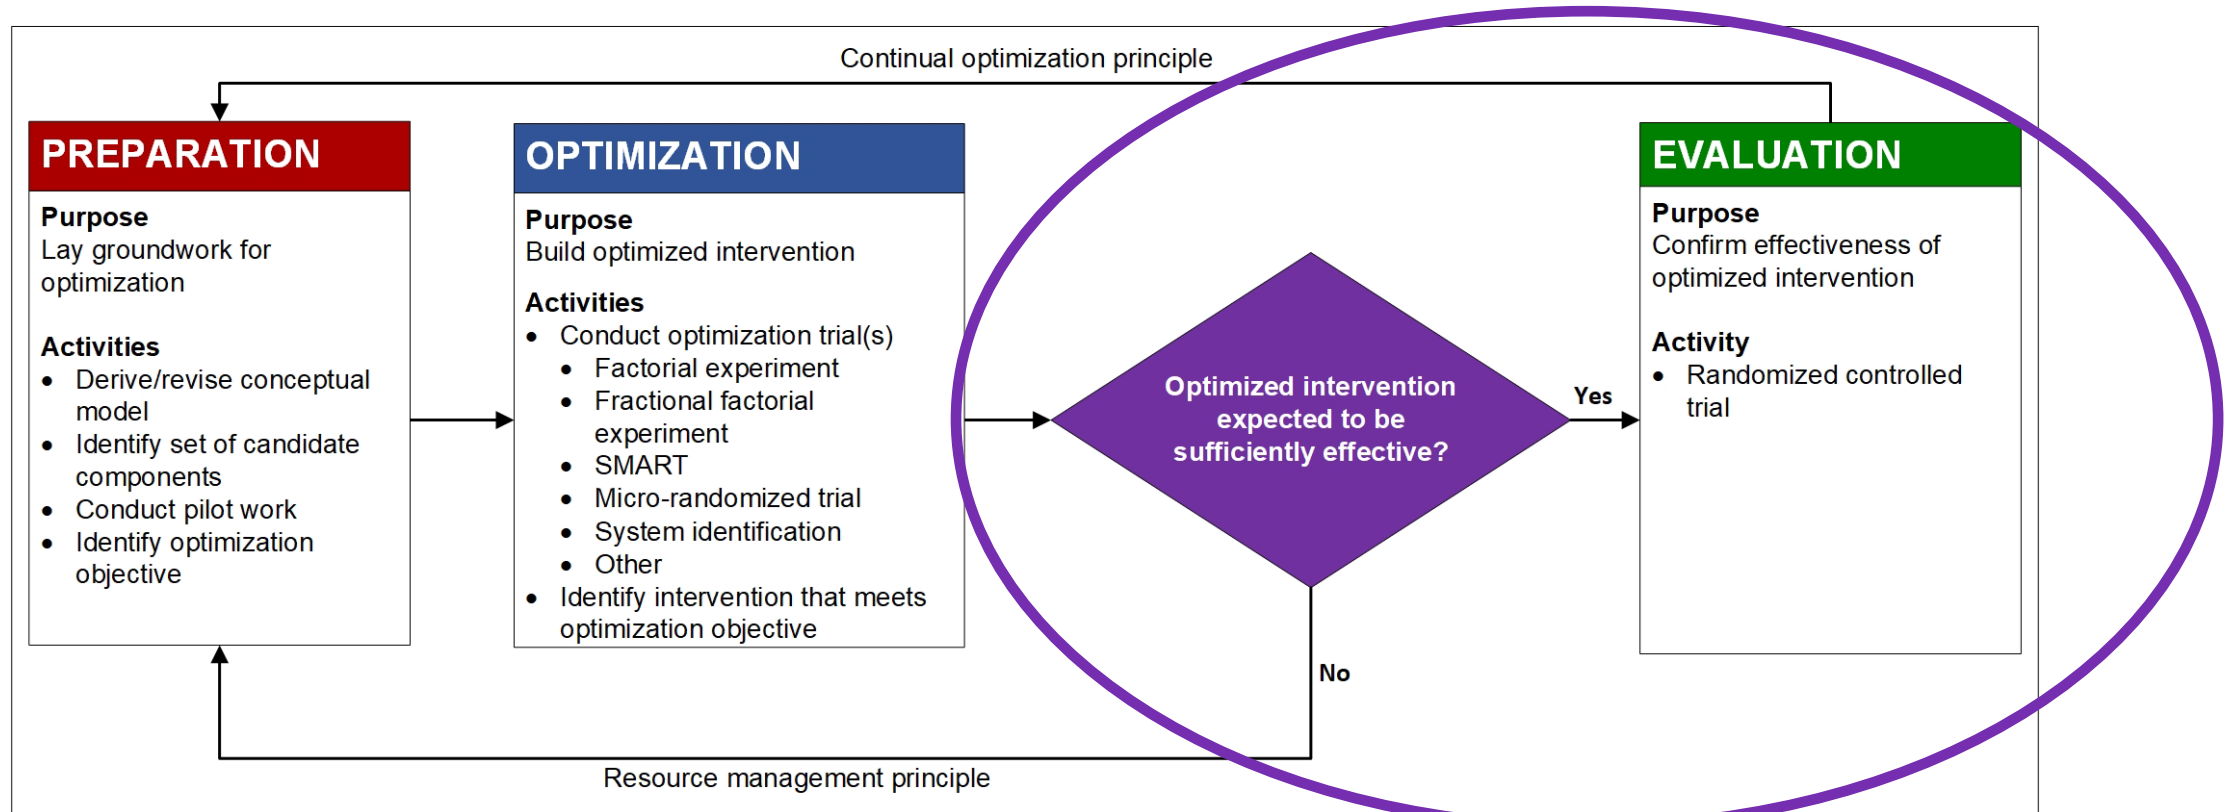 Continual optimization principle
PREPARATION
Purpose
Lay groundwork for
optimization
Activities
• Derive/revise conceptual
model
• Identify set of candidate
components
• Conduct pilot work
• Identify optimization
objective
OPTIMIZATION
Purpose
Build optimized intervention
Activities
• Conduct optimization trial(s)
• Factorial experiment
• Fractional factorial
experiment
• SMART
• Micro-randomized trial
• System identification
• Other
• Identify intervention that meets
optimization objective
Optimized intervention
expected to be
sufficiently effective?
Yes
No
EVALUATION
Purpose
Confirm effectiveness of
optimized intervention
Activity
• Randomized controlled
trial
Resource management principle